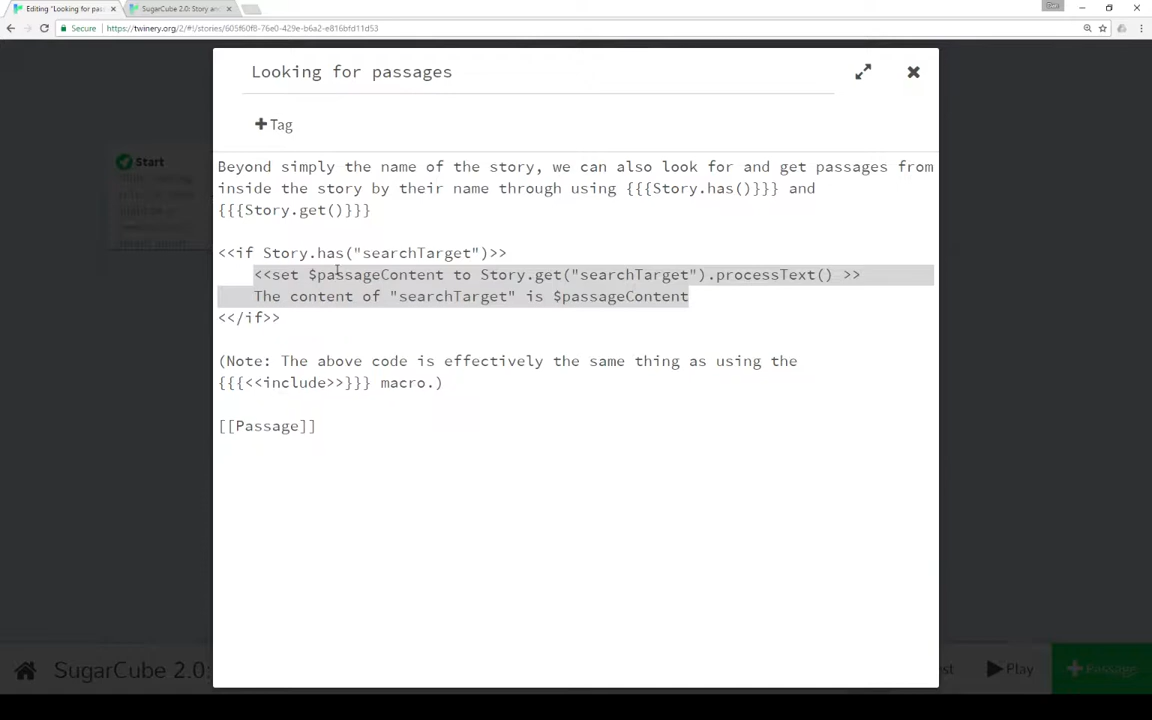 Editing "Looking for pas
SugarCube 2.0: Story an
Secure
https://twinery.org/2/#!/stories/605f60f8-76e0-429e-b6a2-e816bfd11d53
Looking for passages
+Tag
Start
Beyond simply the name of the story, we can also look for and get passages from
inside the story by their name through using {{{Story.has()}}} and
{{{Story.get()}}}
<<if Story.has("searchTarget")>>
<<set $passageContent to Story.get("searchTarget").processText() >>
The content of "searchTarget" is $passageContent
<</if>>
(Note: The above code is effectively the same thing as using the
{{{<<include>>}}} macro.)
[[Passage]]
SugarCube 2.0:
Play
+Passage